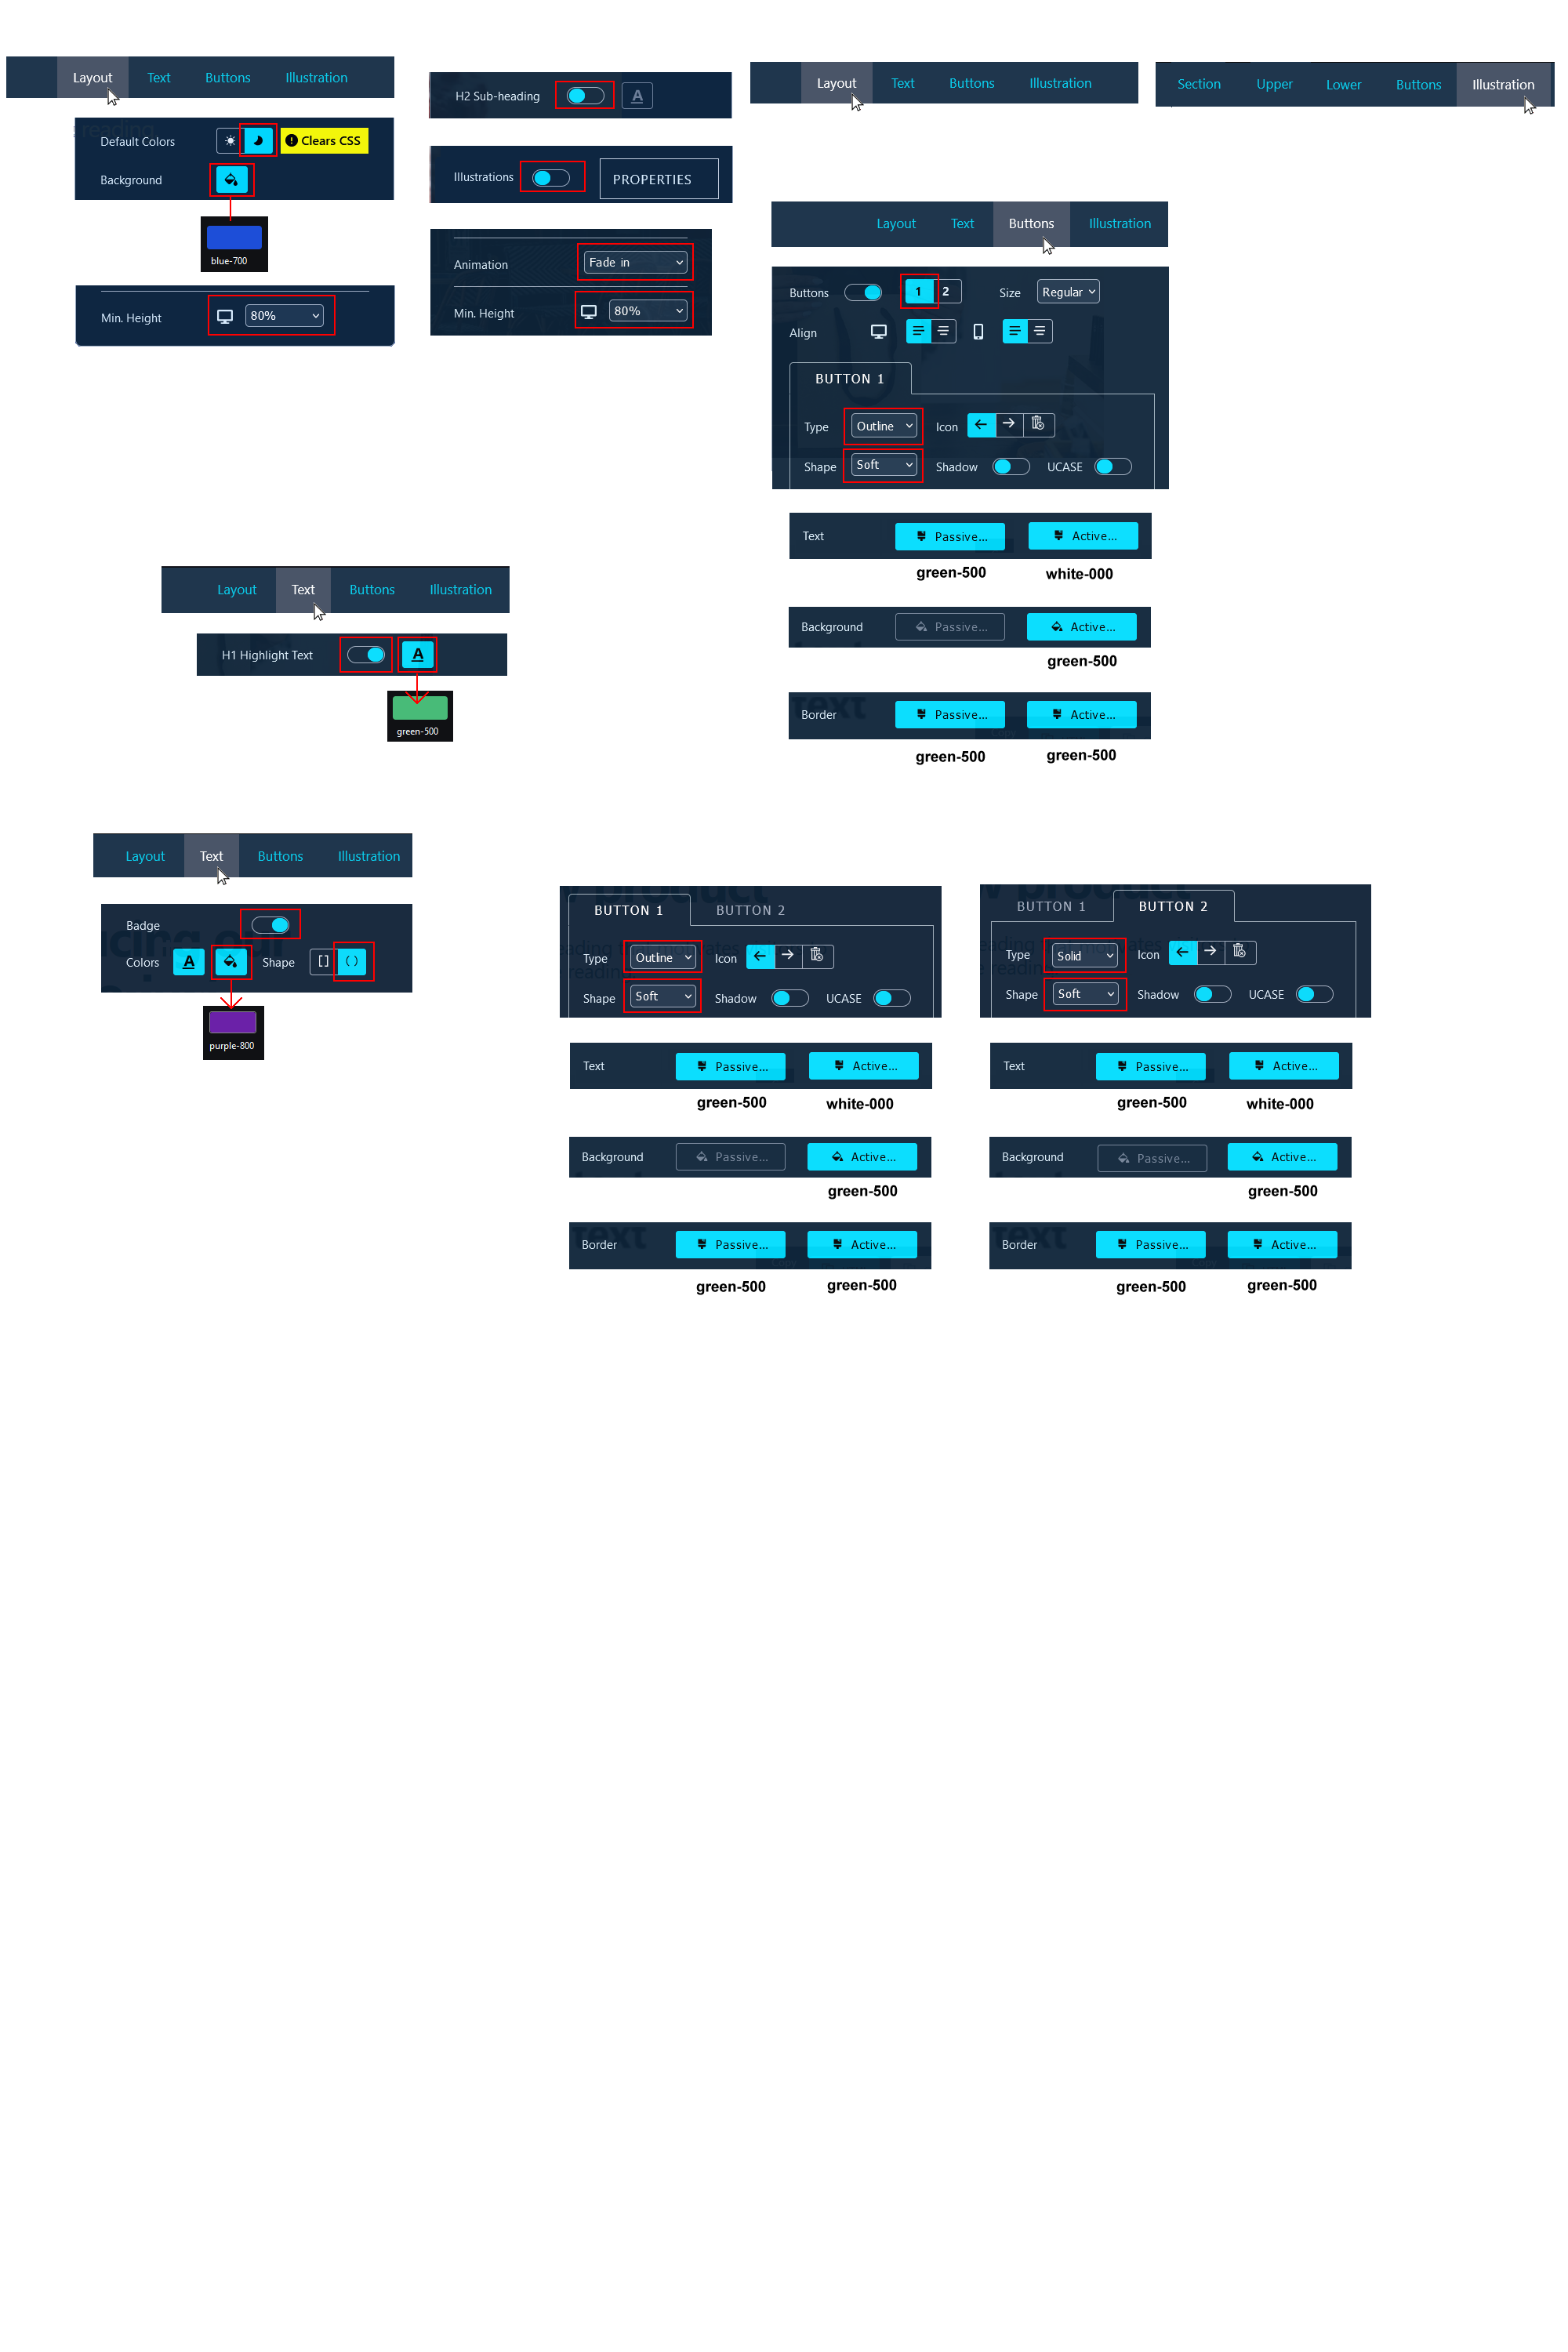 Layout Text Buttons Illustration
Default Colors Clears CSS
Background
blue-700
Min. Height 80%
H2 Sub-heading A
Illustrations PROPERTIES
Animation Fade in
Min. Height 80%
Layout Text Buttons Illustration
Section Upper Lower Buttons Illustration
Layout Text Buttons Illustration
Buttons 1 2 Size Regular
Align
BUTTON 1
Type Outline Icon
Shape Soft Shadow UCASE
Text Passive... Active...
green-500 white-000
Background Passive... Active...
green-500
Border Passive... Active...
green-500 green-500
Layout Text Buttons Illustration
H1 Highlight Text A
green-500
Layout Text Buttons Illustration
Badge
Colors A Shape [] ()
purple-800
BUTTON 1 BUTTON 2
Type Outline Icon
Shape Soft Shadow UCASE
Text Passive... Active...
green-500 white-000
Background Passive... Active...
green-500
Border Passive... Active...
green-500 green-500
BUTTON 1 BUTTON 2
Type Solid Icon
Shape Soft Shadow UCASE
Text Passive... Active...
green-500 white-000
Background Passive... Active...
green-500
Border Passive... Active...
green-500 green-500